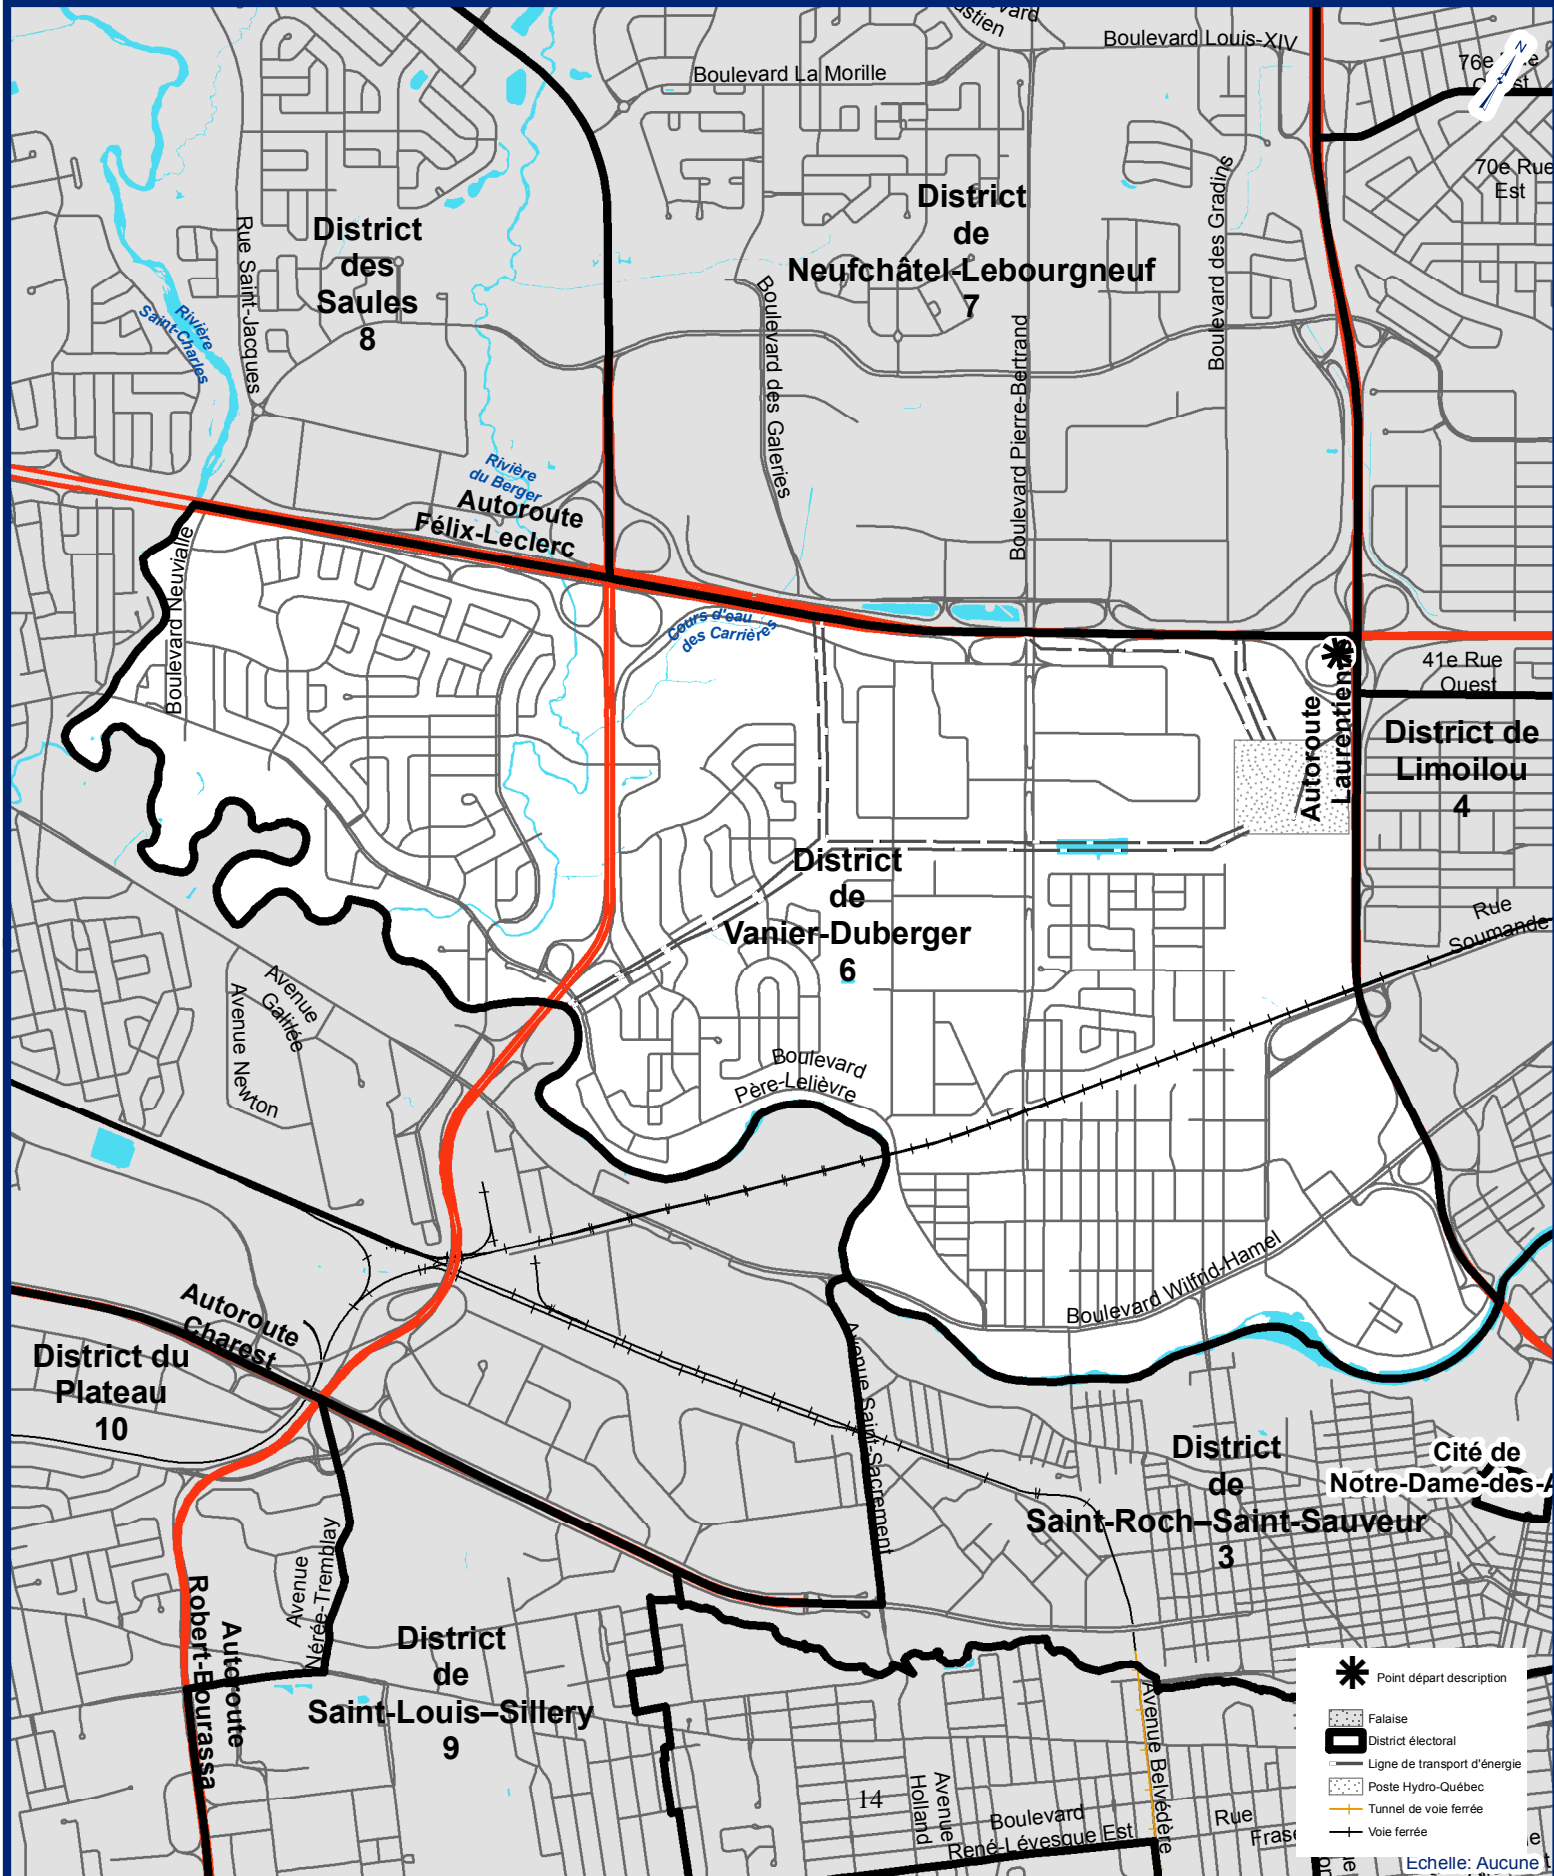 Boulevard Louis-XIV
Boulevard La Morille
N
70e Rue
Est
District
des
Saules
8
District
de
Neufchâtel-Lebourgneuf
7
Rue Saint-Jacques
Rivière
Saint-Charles
Boulevard des Galeries
Boulevard Pierre-Bertrand
Boulevard des Gradins
Rivière
du Berger
Autoroute
Félix-Leclerc
Boulevard Neuvialle
Cours d'eau
des Carrières
41e Rue
Ouest
Autoroute
District de
Limoilou
4
District
de
Vanier-Duberger
6
Rue
Soumande
Avenue
Galilée
Avenue Newton
Boulevard
Père-Lelièvre
Boulevard Wilfrid-Hamel
Autoroute
Charest
District du
Plateau
10
Avenue Saint-Sacrement
District
de
Saint-Roch–Saint-Sauveur
3
Cité de
Notre-Dame-des-A
Avenue
Nérée-Tremblay
Autoroute
Robert-Bourassa
District
de
Saint-Louis–Sillery
9
Avenue Belvédère
Avenue
Holland
14
Boulevard
René-Lévesque Est
Rue
Point départ description
Falaise
District électoral
Ligne de transport d'énergie
Poste Hydro-Québec
Tunnel de voie ferrée
Voie ferrée
Echelle: Aucune